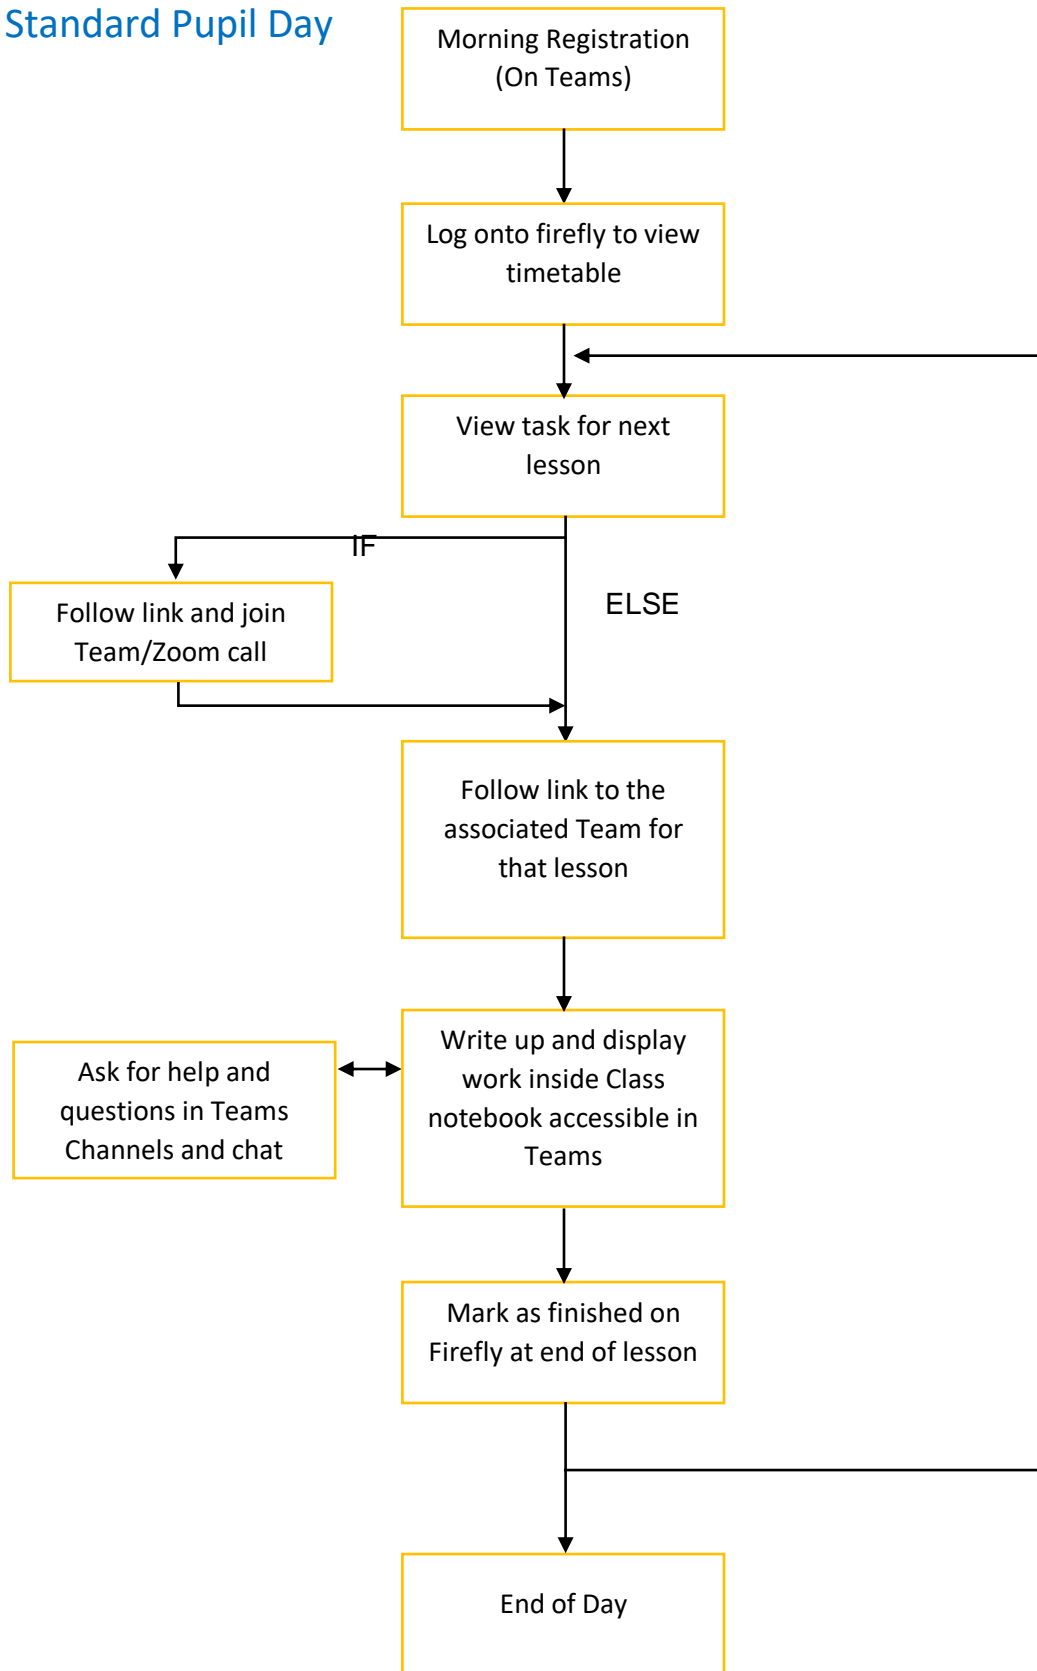 Standard Pupil Day
Morning Registration
(On Teams)
Log onto firefly to view
timetable
View task for next
lesson
IF
Follow link and join
Team/Zoom call
ELSE
Follow link to the
associated Team for
that lesson
Write up and display
work inside Class
notebook accessible in
Teams
Ask for help and
questions in Teams
Channels and chat
Mark as finished on
Firefly at end of lesson
End of Day